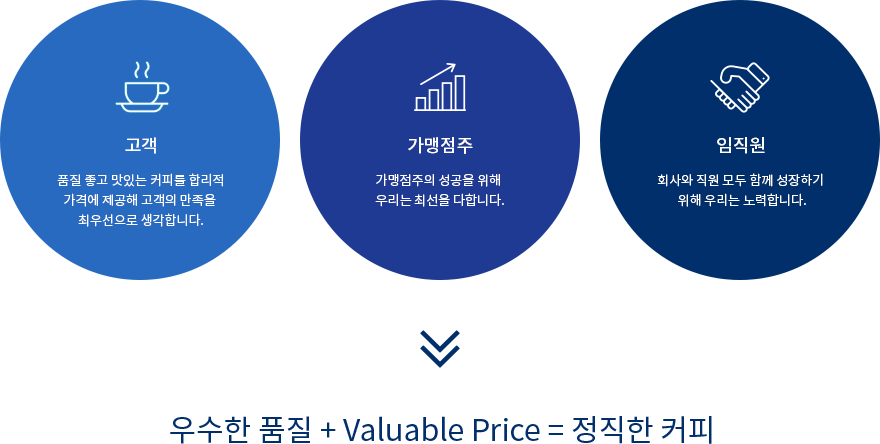 고객
품질 좋고 맛있는 커피를 합리적
가격에 제공해 고객의 만족을
최우선으로 생각합니다.
가맹점주
가맹점주의 성공을 위해
우리는 최선을 다합니다.
임직원
회사와 직원 모두 함께 성장하기
위해 우리는 노력합니다.
우수한 품질 + Valuable Price = 정직한 커피